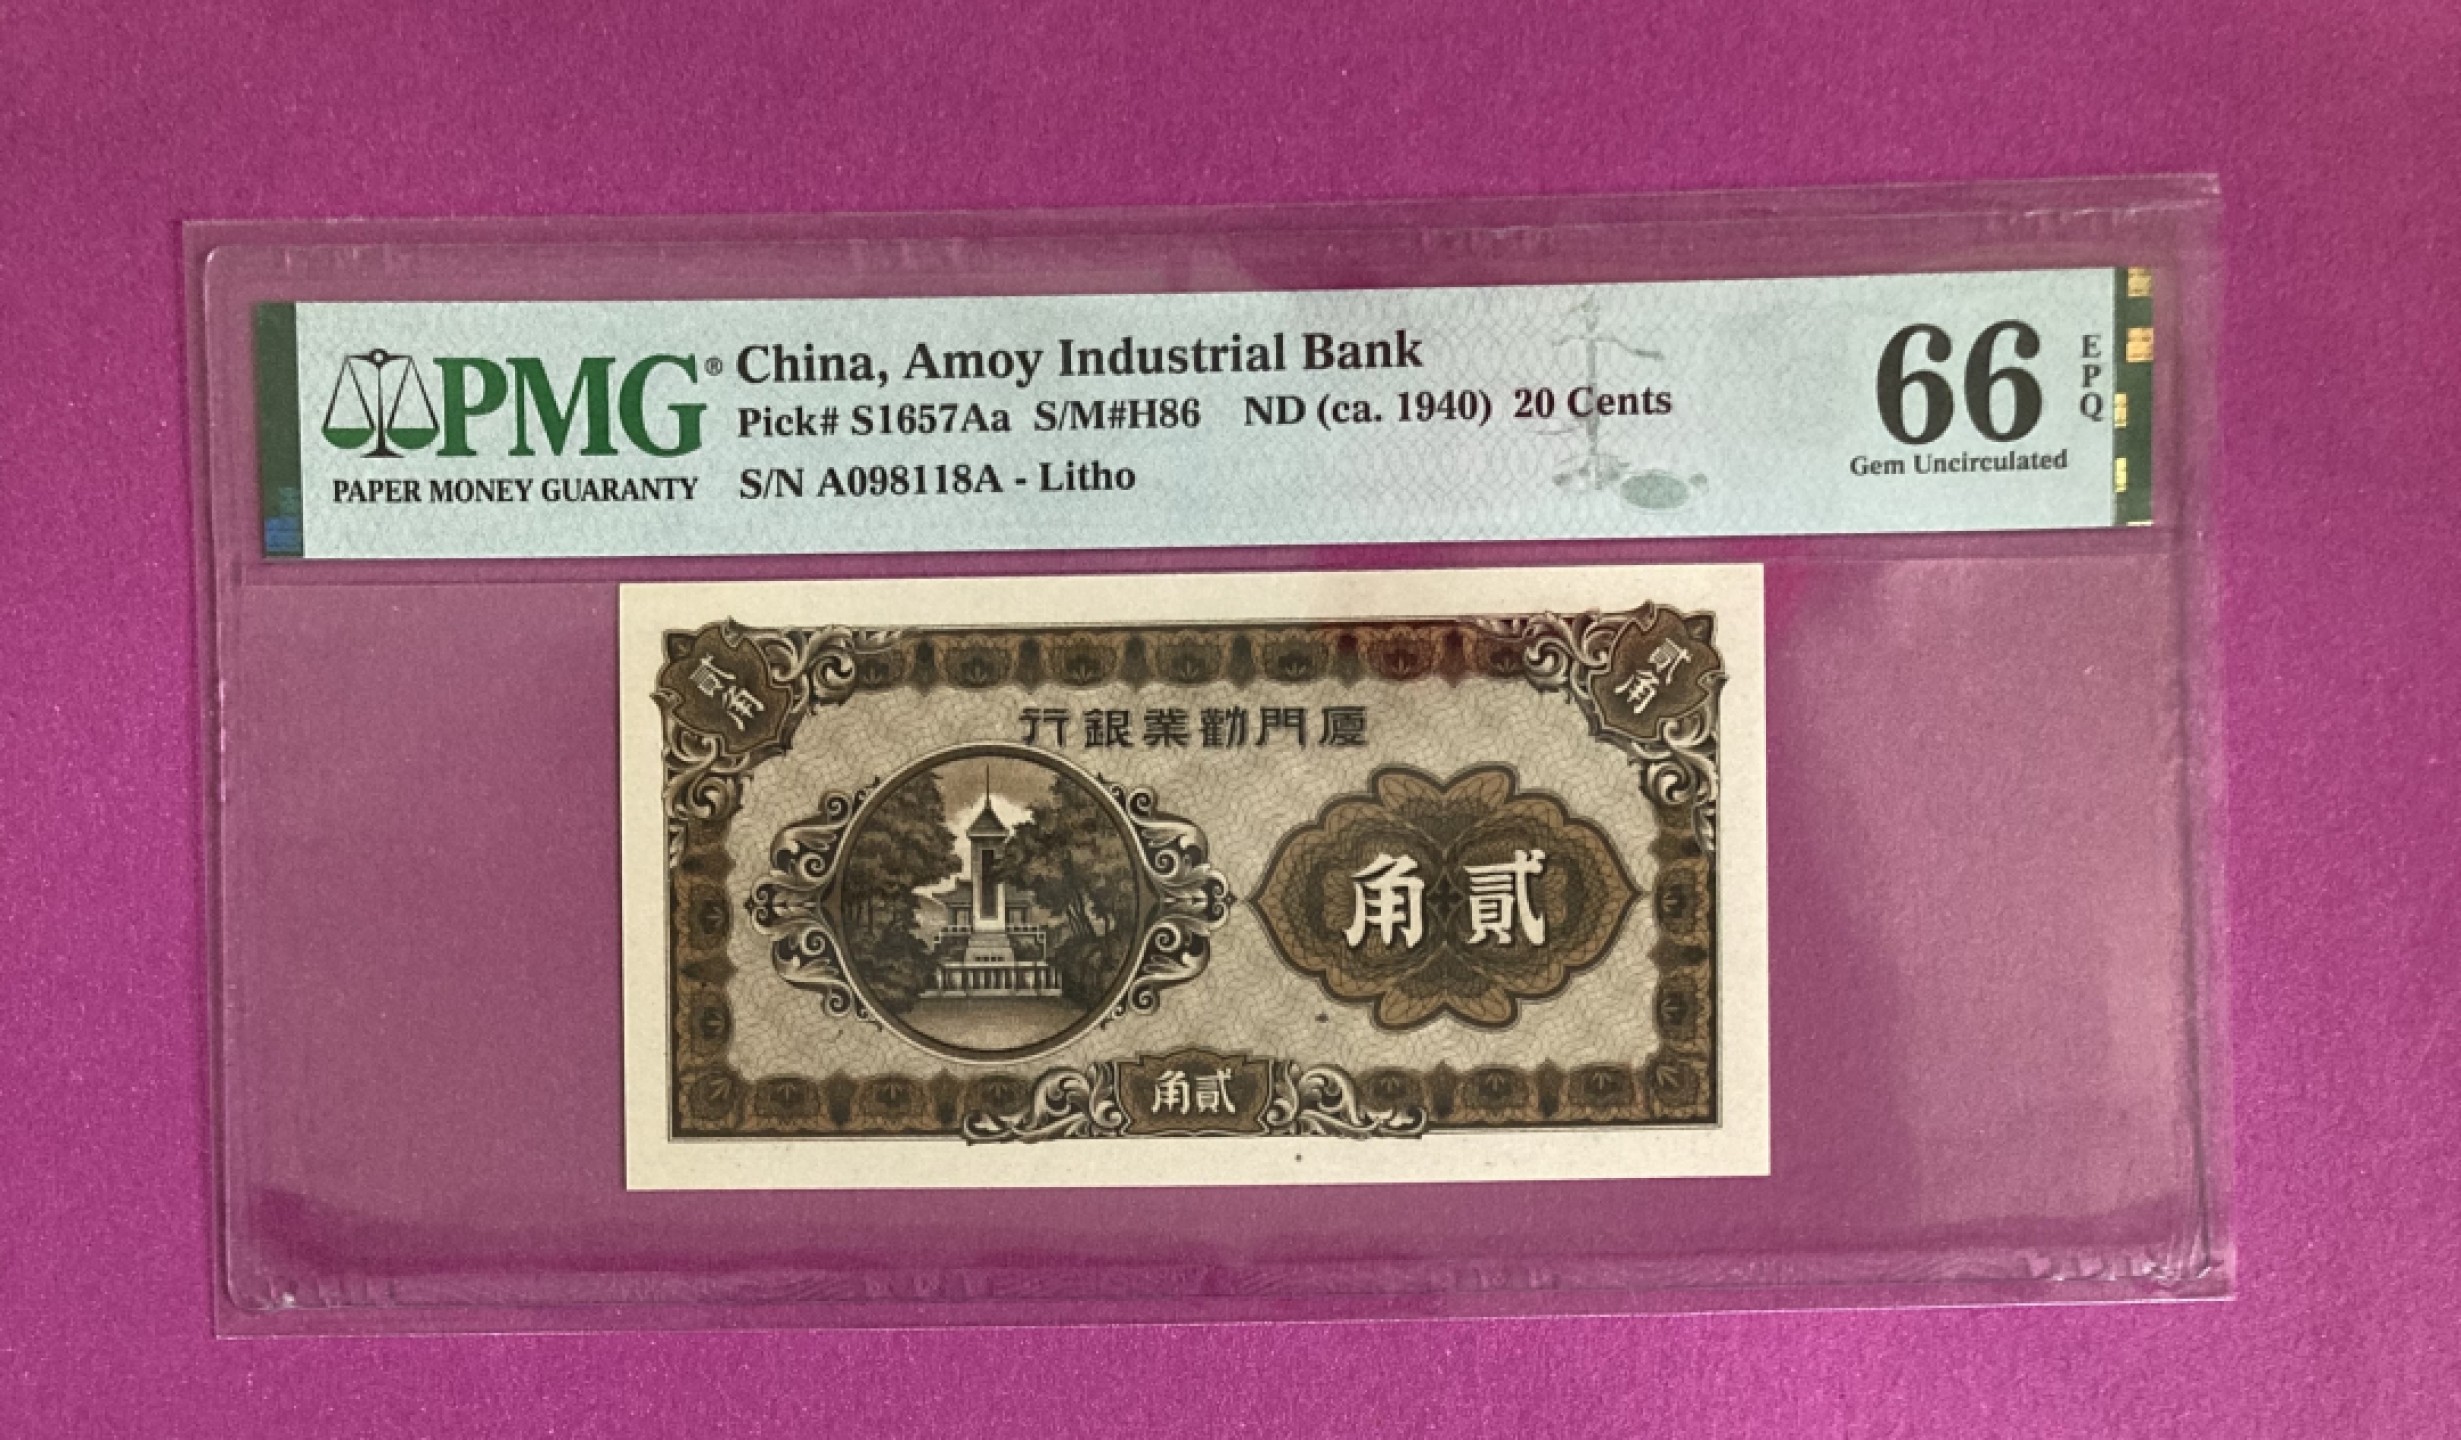 PMG®
PAPER MONEY GUARANTY
China, Amoy Industrial Bank
Pick# S1657Aa S/M#H86 ND (ca. 1940) 20 Cents
S/N A098118A - Litho
66
EPQ
Gem Uncirculated
貳角
貳角
行銀業勸門廈
角貳
角貳